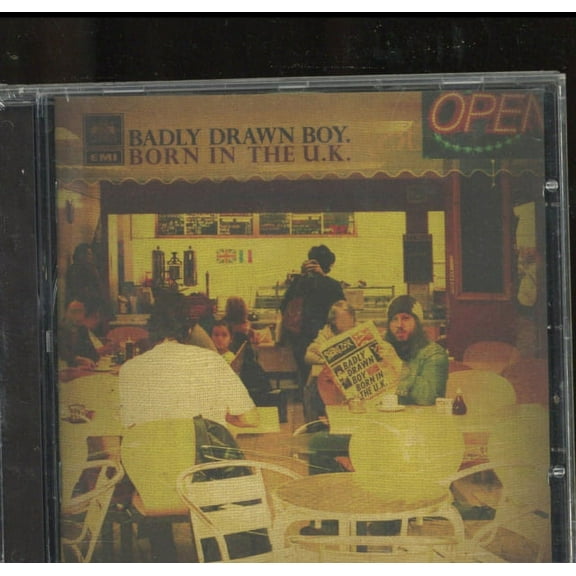 OPEN
BADLY DRAWN BOY.
EMI
BORN IN THE U.K.
BADLY
DRAWN
BOY
BORN IN
THE U.K.